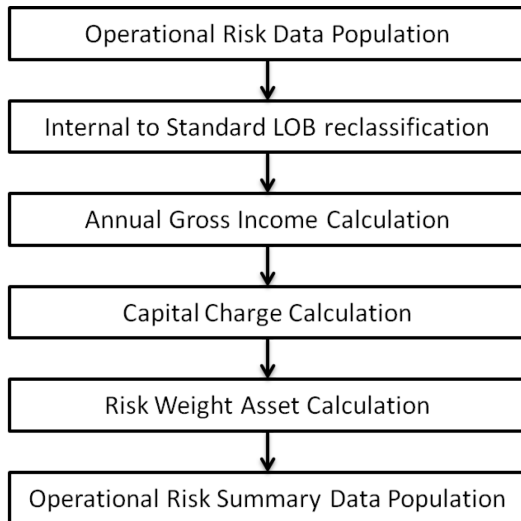 Operational Risk Data Population
Internal to Standard LOB reclassification
Annual Gross Income Calculation
Capital Charge Calculation
Risk Weight Asset Calculation
Operational Risk Summary Data Population